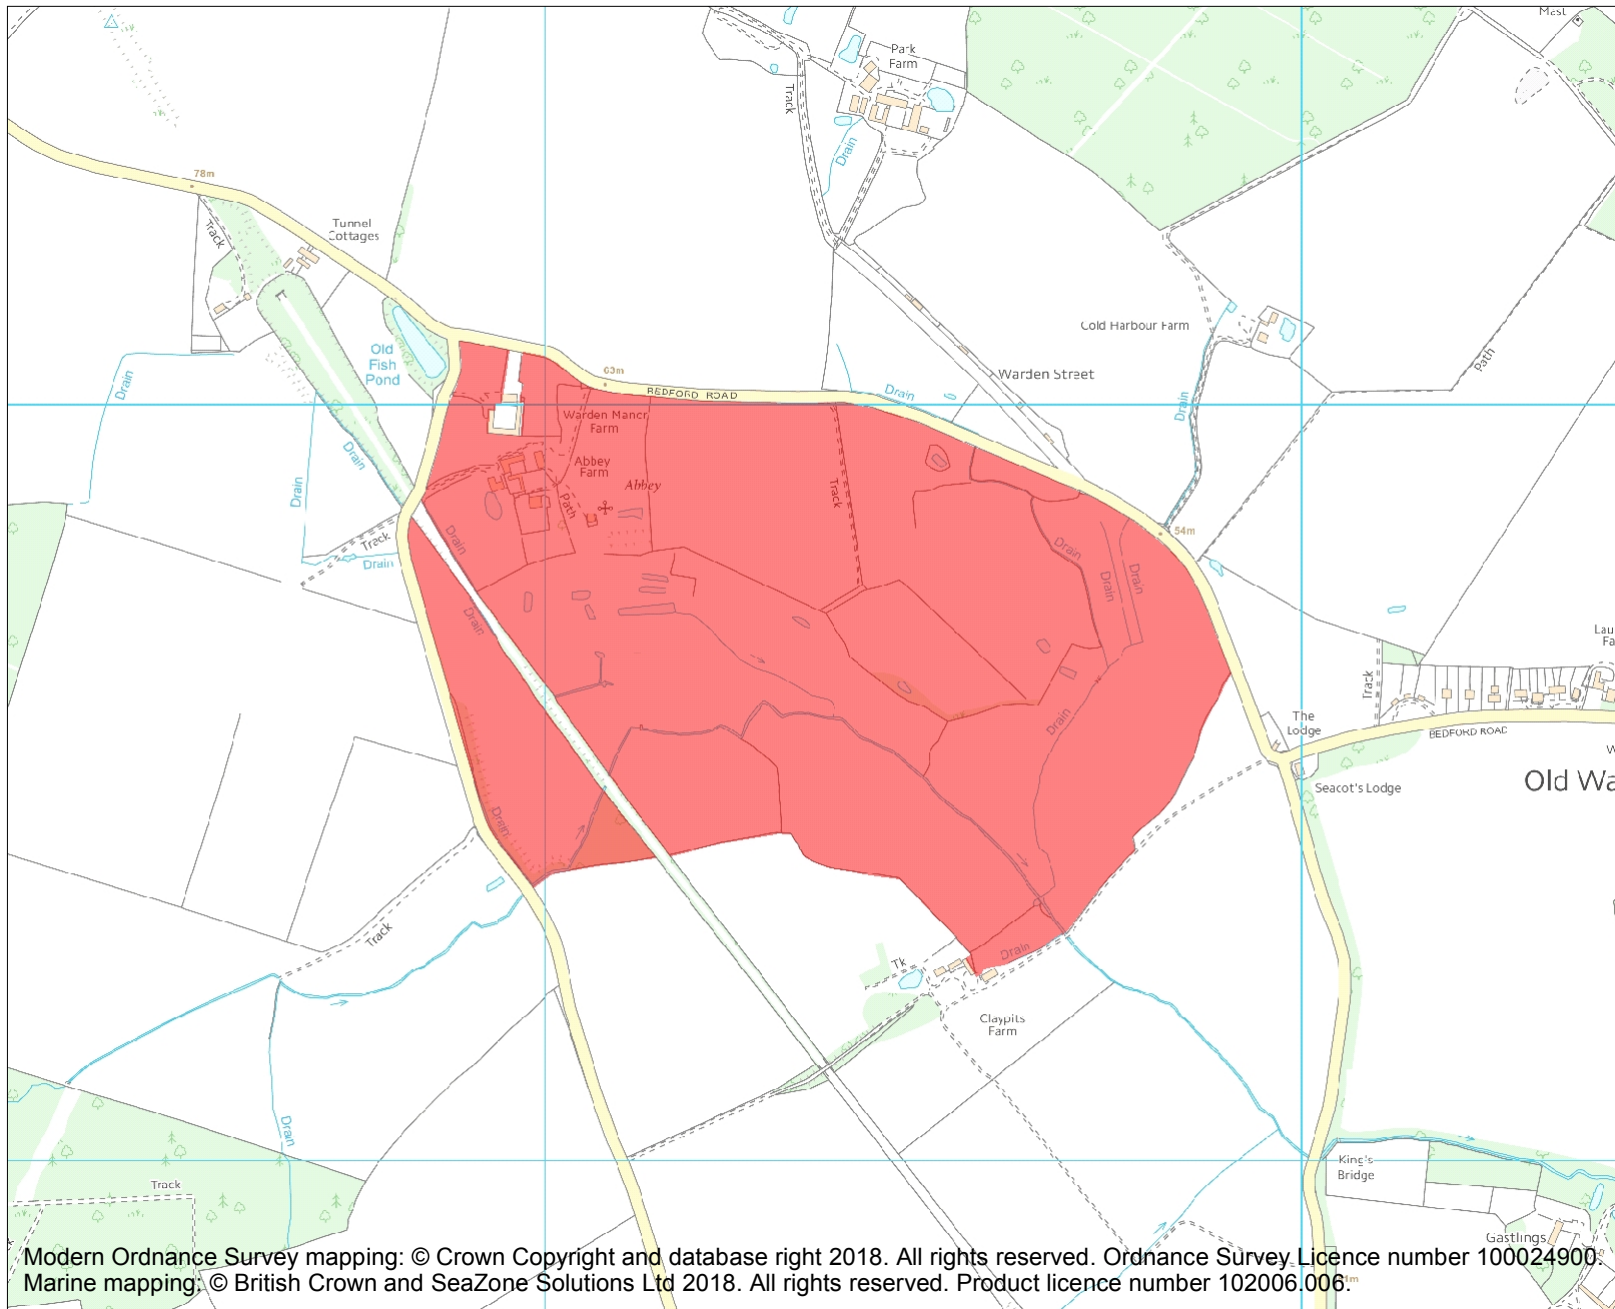 Mast
Park
Farm
Track
Drain
78m
Track
Tunnel
Cottages
Cold Harbour Farm
Old
Fish
Pond
Warden Street
Path
Drain
63m
BEDFORD ROAD
Drain
Drain
Warden Manor
Farm
Abbey
Farm
Abbey
Path
Track
Drain
Drain
Drain
Track
Drain
54m
Drain
Drain
Drain
Drain
Drain
Track
The
Lodge
BEDFORD ROAD
Seacot's Lodge
Drain
Drain
Track
Tk
Drain
Claypits
Farm
Drain
Track
King's
Bridge
Gastlings
Modern Ordnance Survey mapping: © Crown Copyright and database right 2018. All rights reserved. Ordnance Survey Licence number 100024900.
Marine mapping: © British Crown and SeaZone Solutions Ltd 2018. All rights reserved. Product licence number 102006.006.